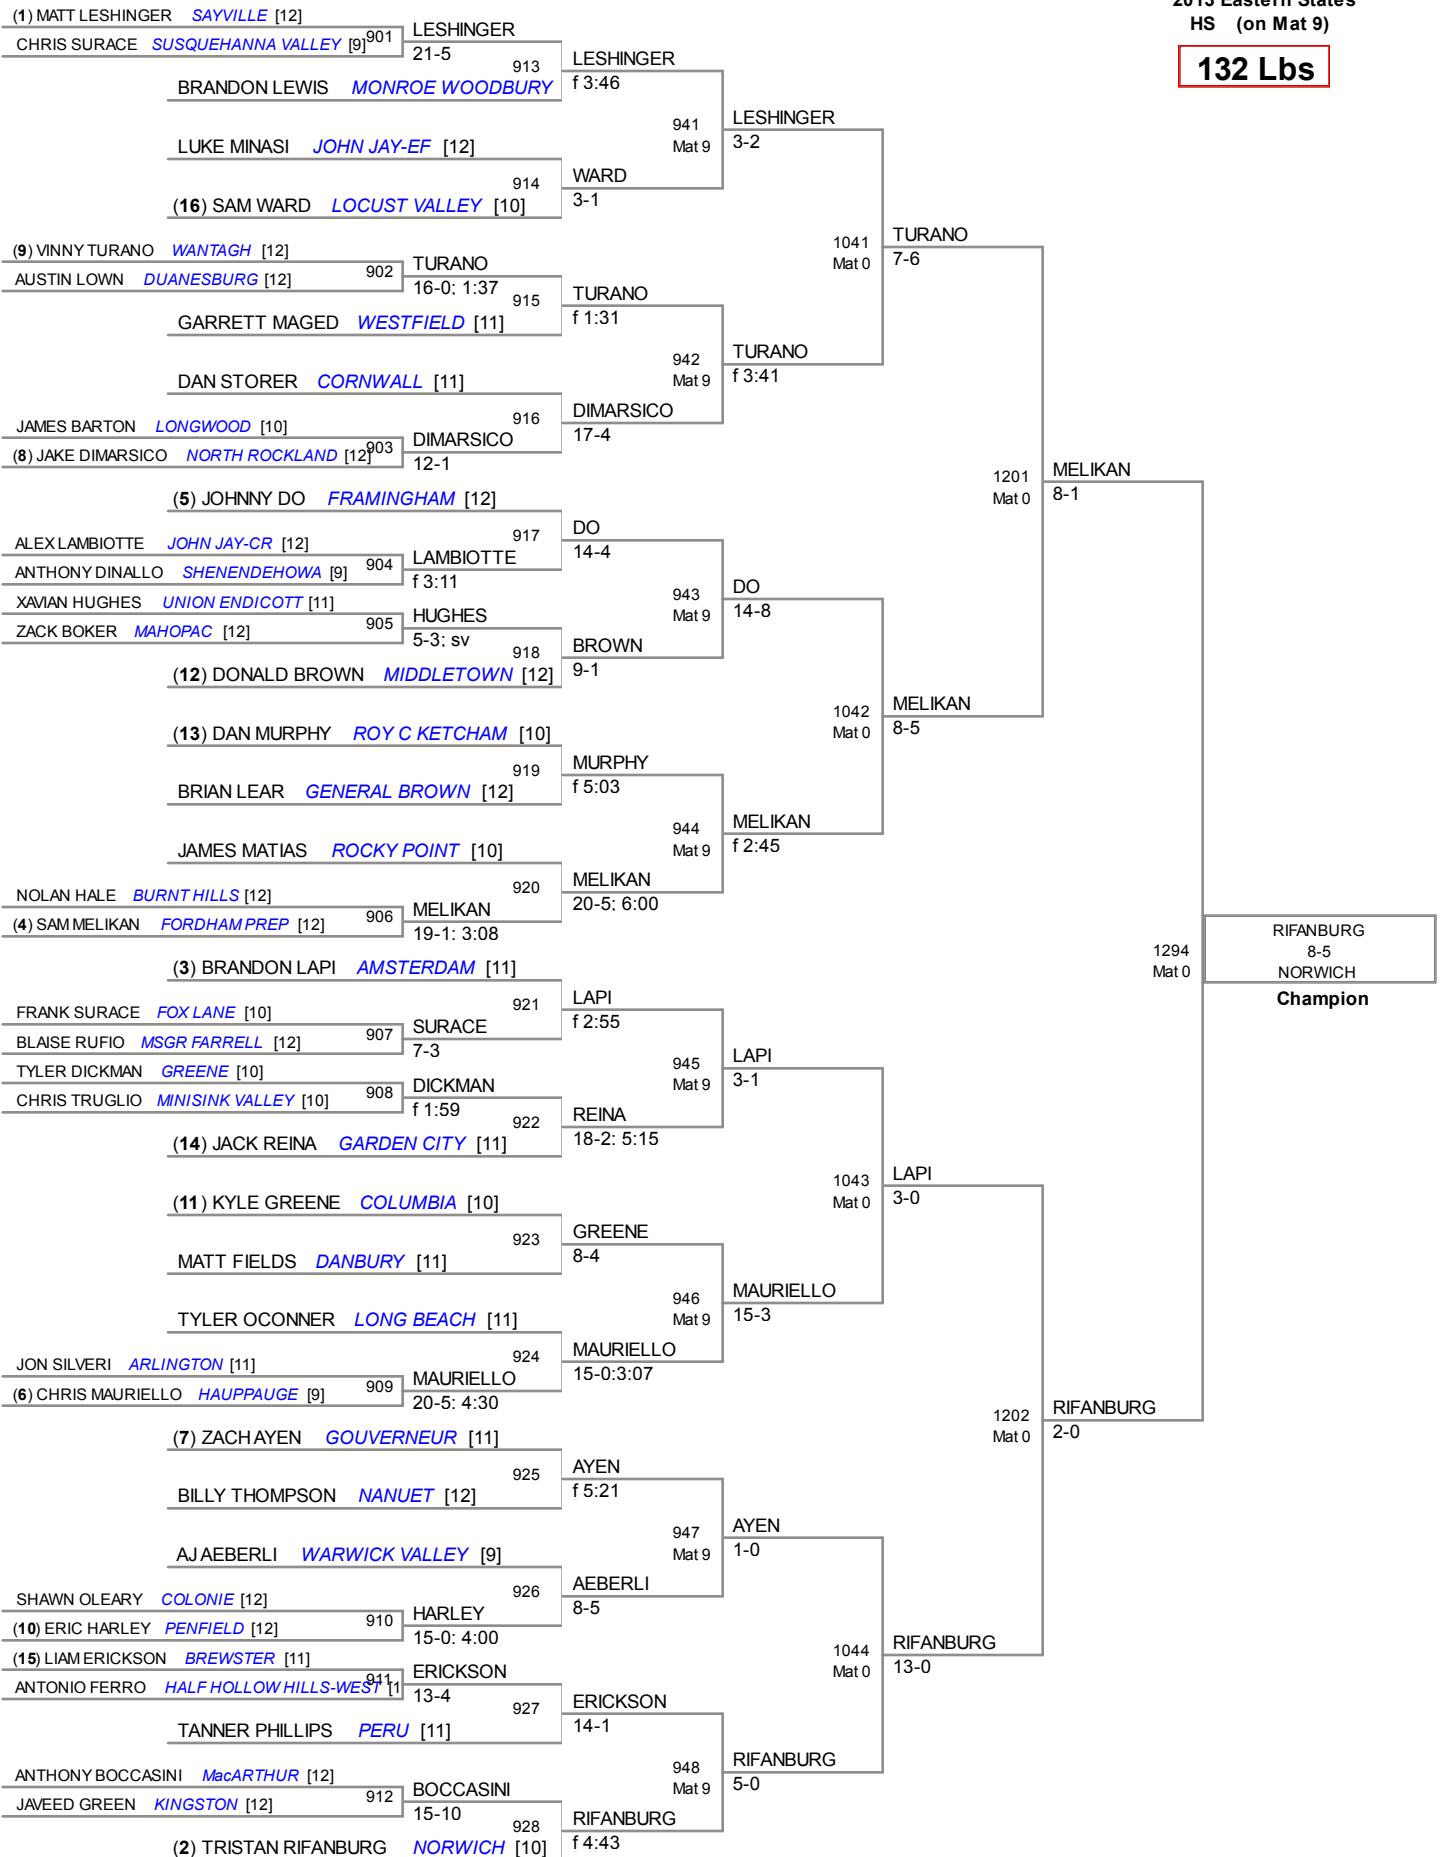 2013 Eastern States
HS (on Mat 9)
132 Lbs
(1) MATT LESHINGER SAYVILLE [12]
CHRIS SURACE SUSQUEHANNA VALLEY [9]
901
LESHINGER
21-5
BRANDON LEWIS MONROE WOODBURY
913
LESHINGER
f 3:46
LUKE MINASI JOHN JAY-EF [12]
(16) SAM WARD LOCUST VALLEY [10]
914
WARD
3-1
941
Mat 9
LESHINGER
3-2
(9) VINNY TURANO WANTAGH [12]
AUSTIN LOWN DUANESBURG [12]
902
TURANO
16-0; 1:37
GARRETT MAGED WESTFIELD [11]
915
TURANO
f 1:31
DAN STORER CORNWALL [11]
JAMES BARTON LONGWOOD [10]
(8) JAKE DIMARSICO NORTH ROCKLAND [12]
903
DIMARSICO
12-1
916
DIMARSICO
17-4
942
Mat 9
TURANO
f 3:41
1041
Mat 0
TURANO
7-6
(5) JOHNNY DO FRAMINGHAM [12]
ALEX LAMBIOTTE JOHN JAY-CR [12]
ANTHONY DINALLO SHENENDEHOWA [9]
904
LAMBIOTTE
f 3:11
917
DO
14-4
XAVIAN HUGHES UNION ENDICOTT [11]
ZACK BOKER MAHOPAC [12]
905
HUGHES
5-3; sv
(12) DONALD BROWN MIDDLETOWN [12]
918
BROWN
9-1
943
Mat 9
DO
14-8
(13) DAN MURPHY ROY C KETCHAM [10]
BRIAN LEAR GENERAL BROWN [12]
919
MURPHY
f 5:03
JAMES MATIAS ROCKY POINT [10]
NOLAN HALE BURNT HILLS [12]
(4) SAM MELIKAN FORDHAM PREP [12]
906
MELIKAN
19-1; 3:08
920
MELIKAN
20-5; 6:00
944
Mat 9
MELIKAN
f 2:45
1042
Mat 0
MELIKAN
8-5
1201
Mat 0
MELIKAN
8-1
(3) BRANDON LAPI AMSTERDAM [11]
FRANK SURACE FOX LANE [10]
BLAISE RUFIO MSGR FARRELL [12]
907
SURACE
7-3
921
LAPI
f 2:55
TYLER DICKMAN GREENE [10]
CHRIS TRUGLIO MINISINK VALLEY [10]
908
DICKMAN
f 1:59
(14) JACK REINA GARDEN CITY [11]
922
REINA
18-2; 5:15
945
Mat 9
LAPI
3-1
(11) KYLE GREENE COLUMBIA [10]
MATT FIELDS DANBURY [11]
923
GREENE
8-4
TYLER OCONNER LONG BEACH [11]
JON SILVERI ARLINGTON [11]
(6) CHRIS MAURIELLO HAUPPAUGE [9]
909
MAURIELLO
20-5; 4:30
924
MAURIELLO
15-0;3:07
946
Mat 9
MAURIELLO
15-3
1043
Mat 0
LAPI
3-0
(7) ZACH AYEN GOUVERNEUR [11]
BILLY THOMPSON NANUET [12]
925
AYEN
f 5:21
AJ AEBERLI WARWICK VALLEY [9]
SHAWN OLEARY COLONIE [12]
(10) ERIC HARLEY PENFIELD [12]
910
HARLEY
15-0; 4:00
926
AEBERLI
8-5
947
Mat 9
AYEN
1-0
(15) LIAM ERICKSON BREWSTER [11]
ANTONIO FERRO HALF HOLLOW HILLS-WEST [1
911
ERICKSON
13-4
TANNER PHILLIPS PERU [11]
927
ERICKSON
14-1
ANTHONY BOCCASINI MacARTHUR [12]
JAVEED GREEN KINGSTON [12]
912
BOCCASINI
15-10
(2) TRISTAN RIFANBURG NORWICH [10]
928
RIFANBURG
f 4:43
948
Mat 9
RIFANBURG
5-0
1044
Mat 0
RIFANBURG
13-0
1202
Mat 0
RIFANBURG
2-0
1294
Mat 0
RIFANBURG
8-5
NORWICH
Champion